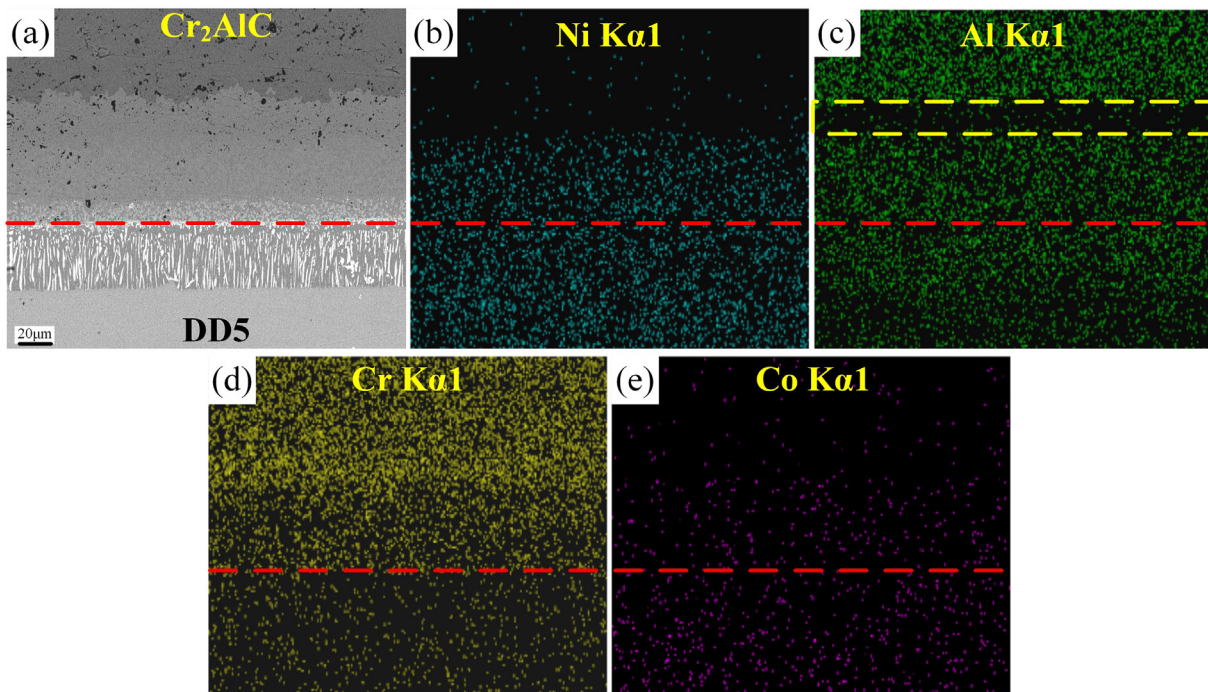 (a)
Cr₂AlC
20μm
DD5
(b)
Ni Kα1
(c)
Al Kα1
(d)
Cr Kα1
(e)
Co Kα1